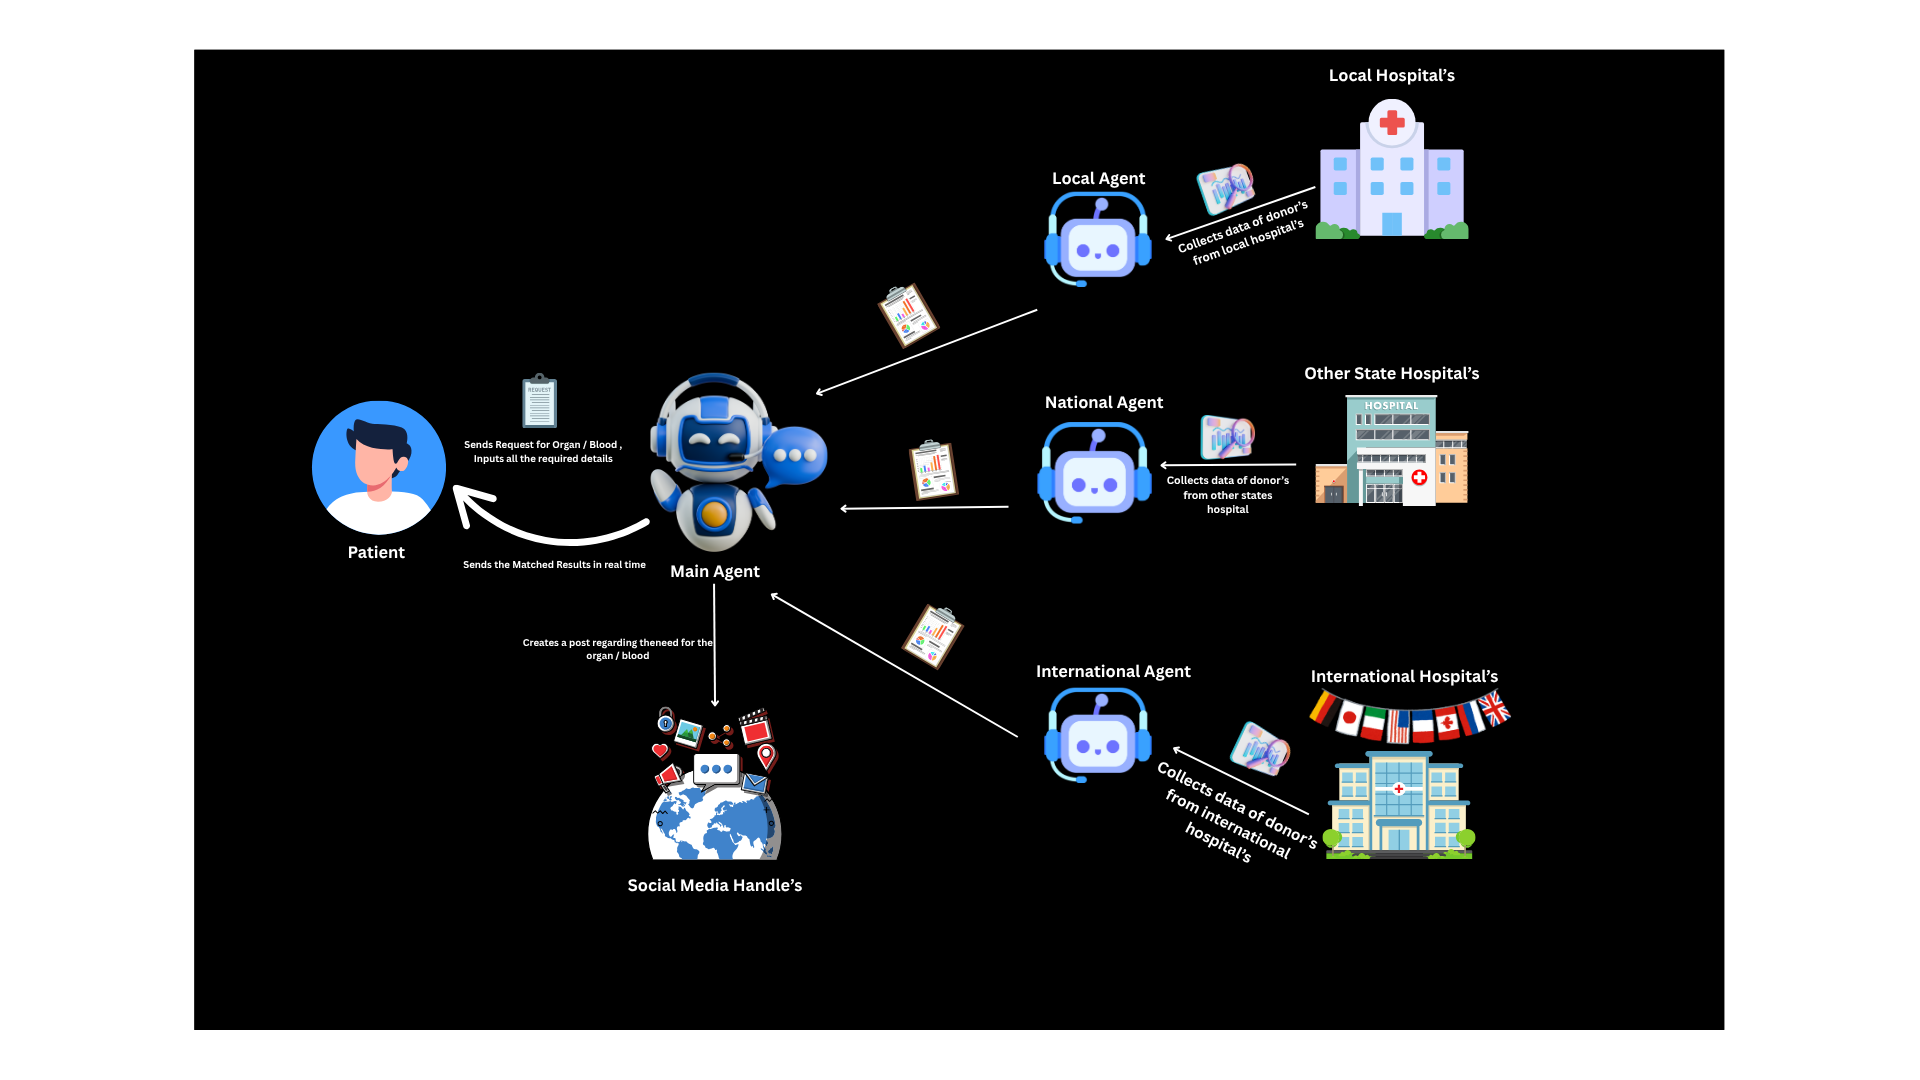 Local Hospital's
Local Agent
Collects data of donor's
from local hospital's
Other State Hospital's
HOSPITAL
National Agent
Collects data of donor's
from other states
hospital
REQUEST
Sends Request for Organ / Blood ,
Inputs all the required details
Patient
Sends the Matched Results in real time
Main Agent
Creates a post regarding theneed for the
organ / blood
International Agent
International Hospital's
Collects data of donor's
from international
hospital's
Social Media Handle's